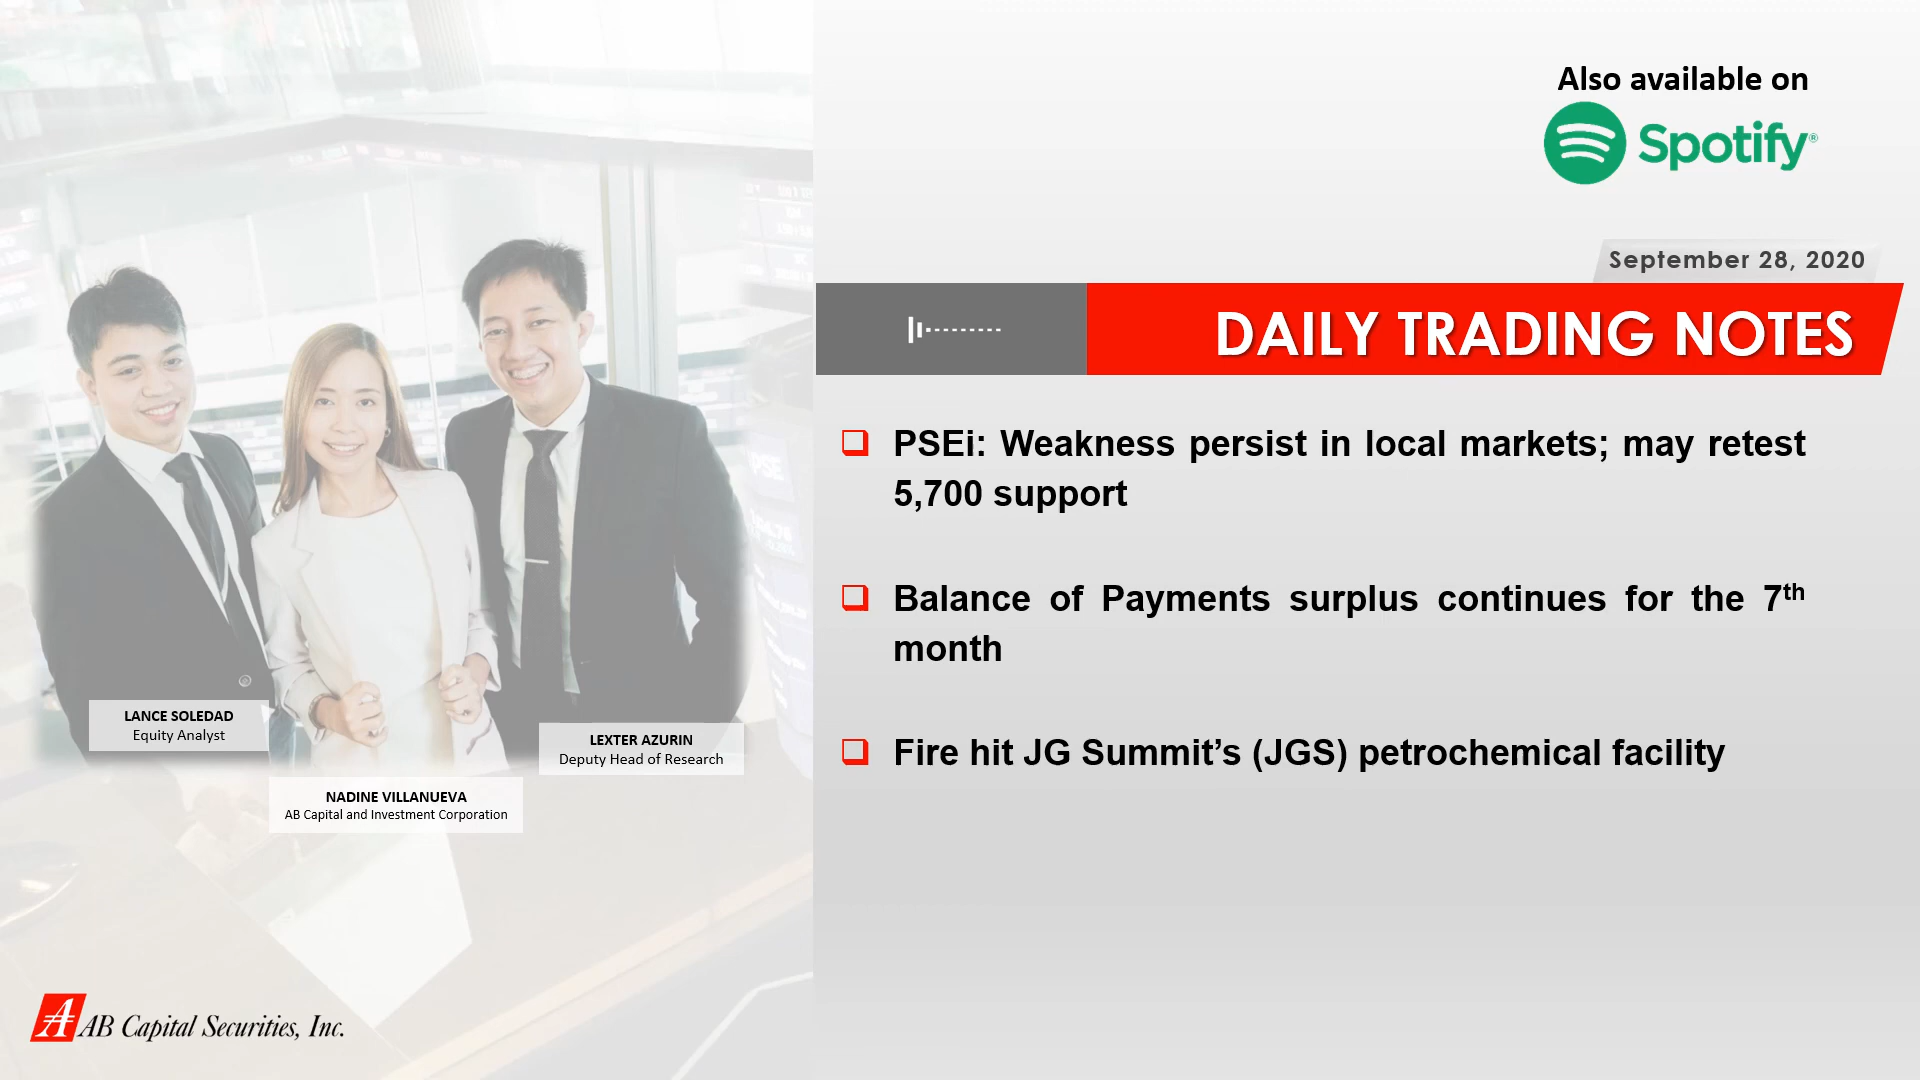 Also available on
Spotify®
September 28, 2020
DAILY TRADING NOTES
❑ PSEi: Weakness persist in local markets; may retest
5,700 support
❑ Balance of Payments surplus continues for the 7th
month
❑ Fire hit JG Summit’s (JGS) petrochemical facility
LANCE SOLEDAD
Equity Analyst
LEXTER AZURIN
Deputy Head of Research
NADINE VILLANUEVA
AB Capital and Investment Corporation
AB Capital Securities, Inc.